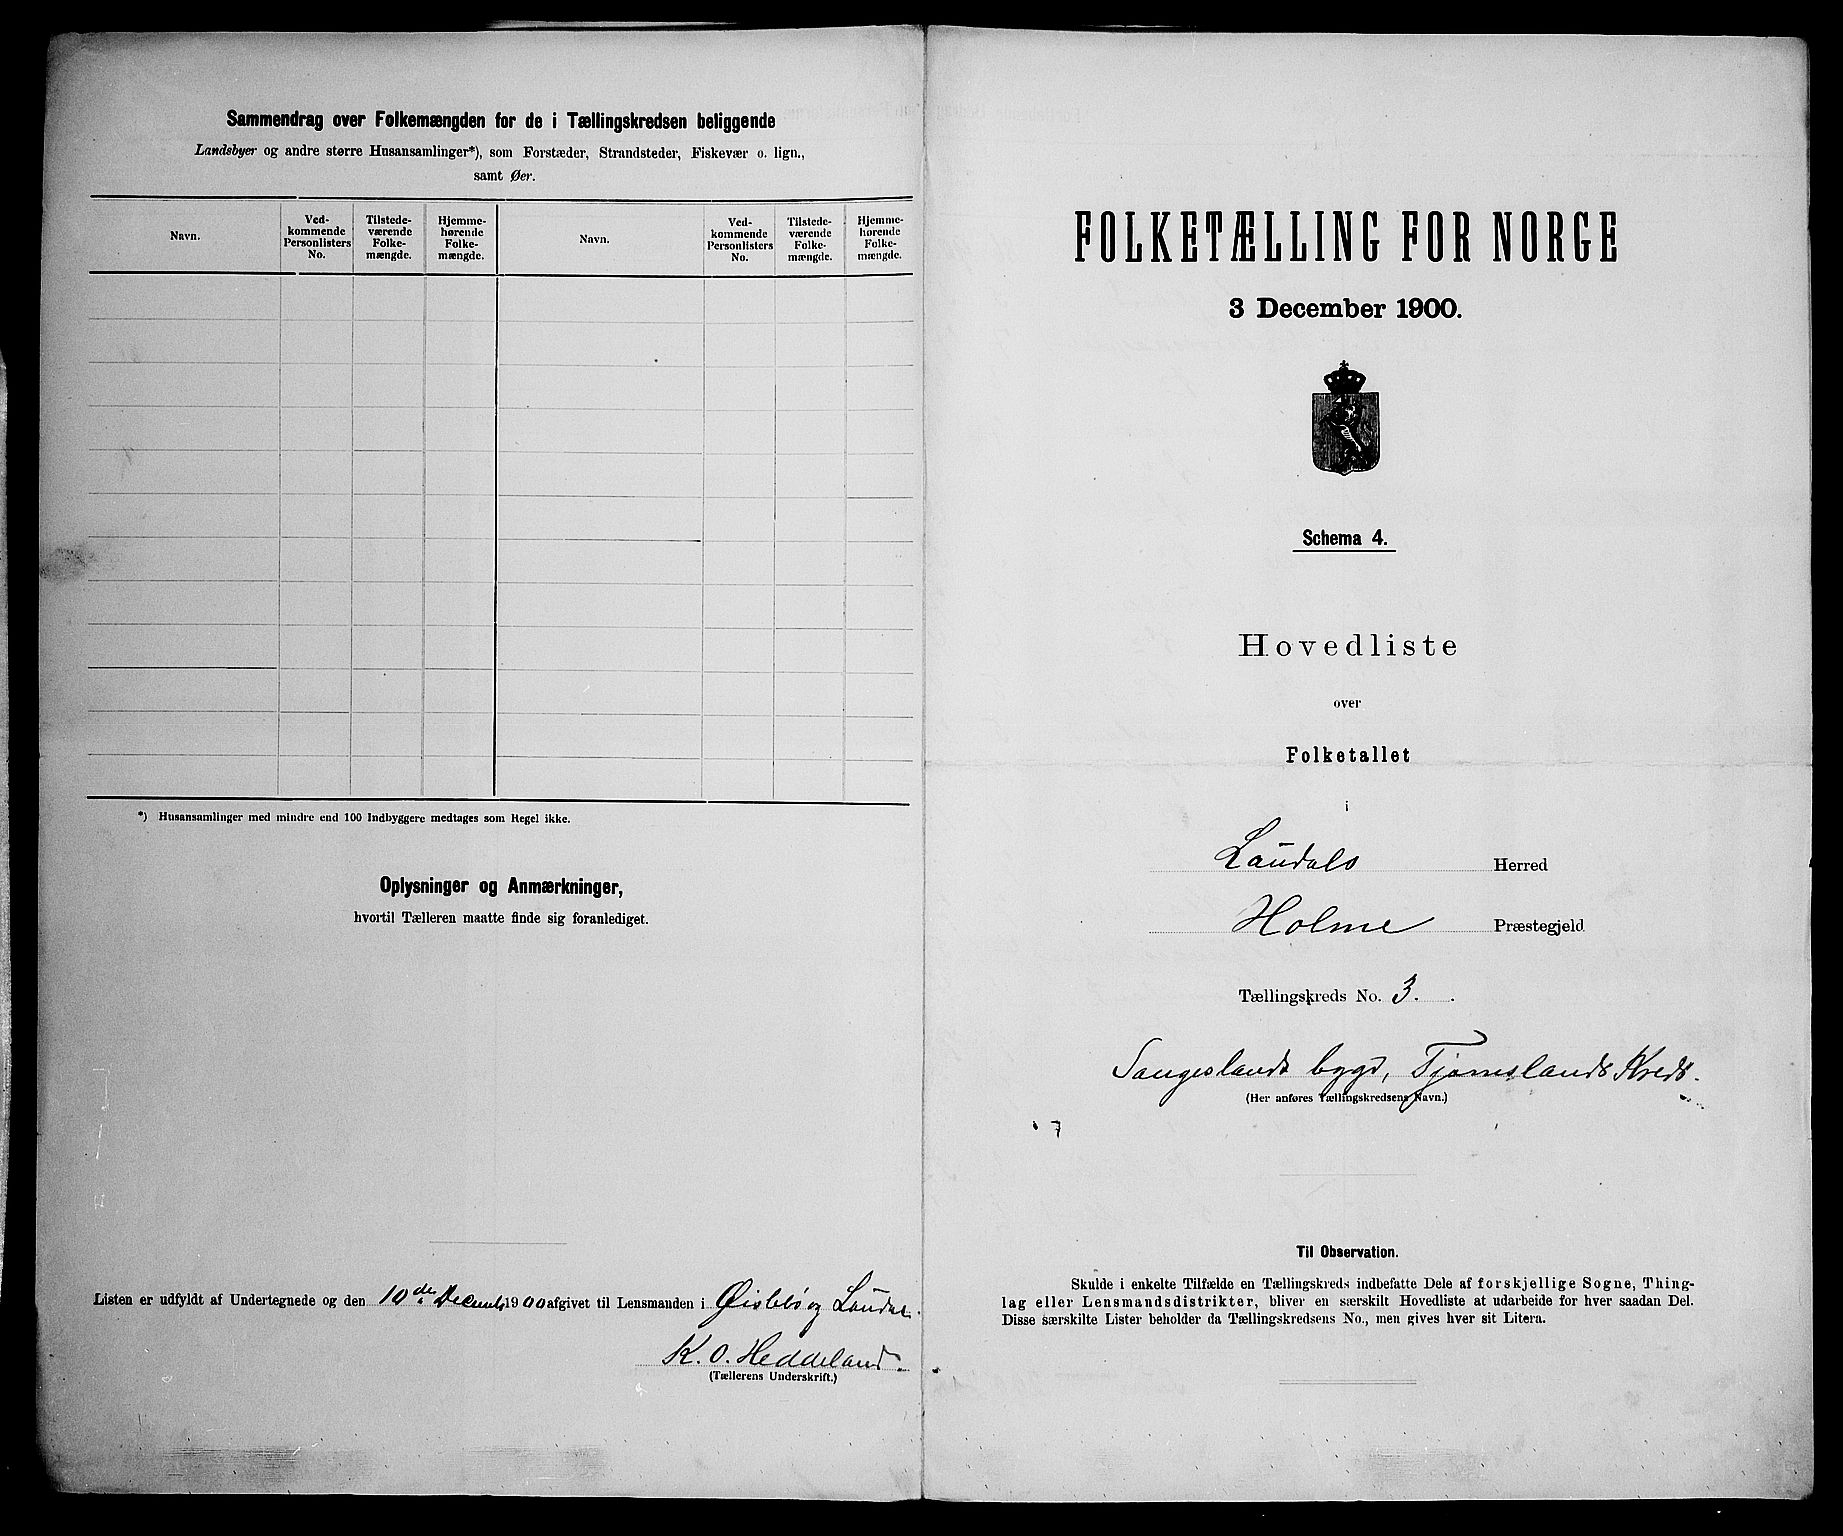 Sammendrag over Folkemængden for de i Tællingskredsen beliggende
Landsbyer og andre større Husansamlinger*), som Forstæder, Strandsteder, Fiskevær o. lign.,
samt Øer.
Navn.
Ved-
kommende
Personlisters
No.
Tilstede-
værende
Folke-
mængde.
Hjemme-
hørende
Folke-
mængde.
Navn.
Ved-
kommende
Personlisters
No.
Tilstede-
værende
Folke-
mængde.
Hjemme-
hørende
Folke-
mængde.
*) Husansamlinger med mindre end 100 Indbyggere medtages som Regel ikke.
Oplysninger og Anmærkninger,
hvortil Tælleren maatte finde sig foranlediget.
Listen er udfyldt af Undertegnede og den 10de Decemb 1900 afgivet til Lensmanden i Øislebø og Laudal.
K. O. Heddeland.
(Tællerens Underskrift.)
FOLKETÆLLING FOR NORGE
3 December 1900.
Schema 4.
Hovedliste
over
Folketallet
i
Laudals Herred
Holme Præstegjeld
Tællingskreds No. 3.
bygd, Tjomslands Kreds.
(Her anføres Tællingskredsens Navn.)
Til Observation.
Skulde i enkelte Tilfælde en Tællingskreds indbefatte Dele af forskjellige Sogne, Thing-
lag eller Lensmandsdistrikter, bliver en særskilt Hovedliste at udarbeide for hver saadan Del.
Disse særskilte Lister beholder da Tællingskredsens No., men gives hver sit Litera.